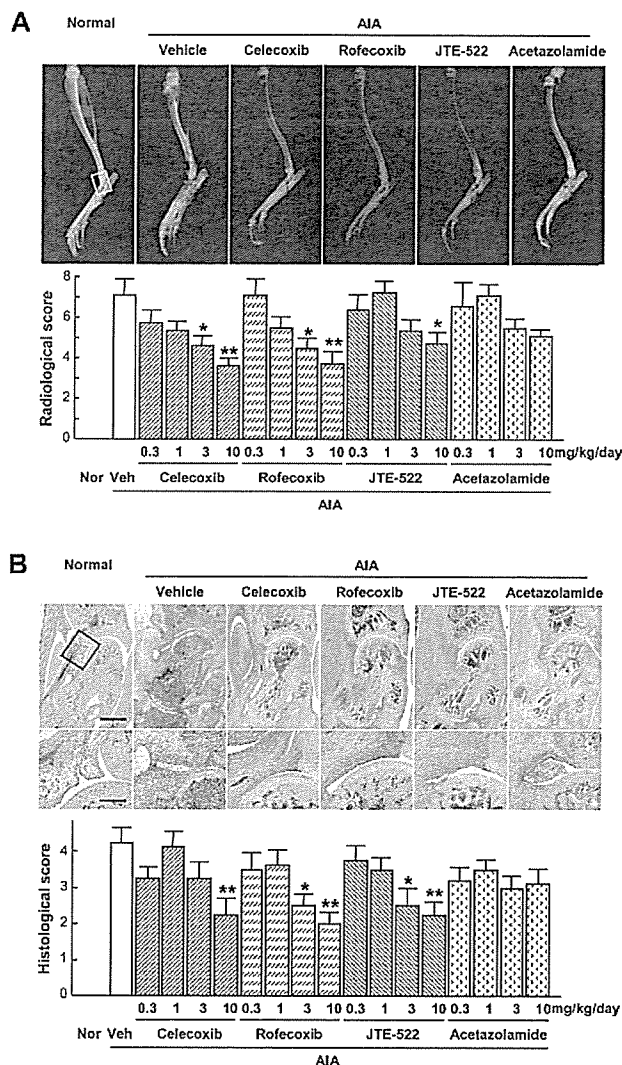 A
Normal AIA
Vehicle Celecoxib Rofecoxib JTE-522 Acetazolamide
8
6
4
2
0
Radiological score
* ** * ** *
0.3 1 3 10 0.3 1 3 10 0.3 1 3 10 0.3 1 3 10mg/kg/day
Nor Veh Celecoxib Rofecoxib JTE-522 Acetazolamide
AIA
B
Normal AIA
Vehicle Celecoxib Rofecoxib JTE-522 Acetazolamide
4
3
2
1
0
Histological score
** * ** * **
0.3 1 3 10 0.3 1 3 10 0.3 1 3 10 0.3 1 3 10mg/kg/day
Nor Veh Celecoxib Rofecoxib JTE-522 Acetazolamide
AIA